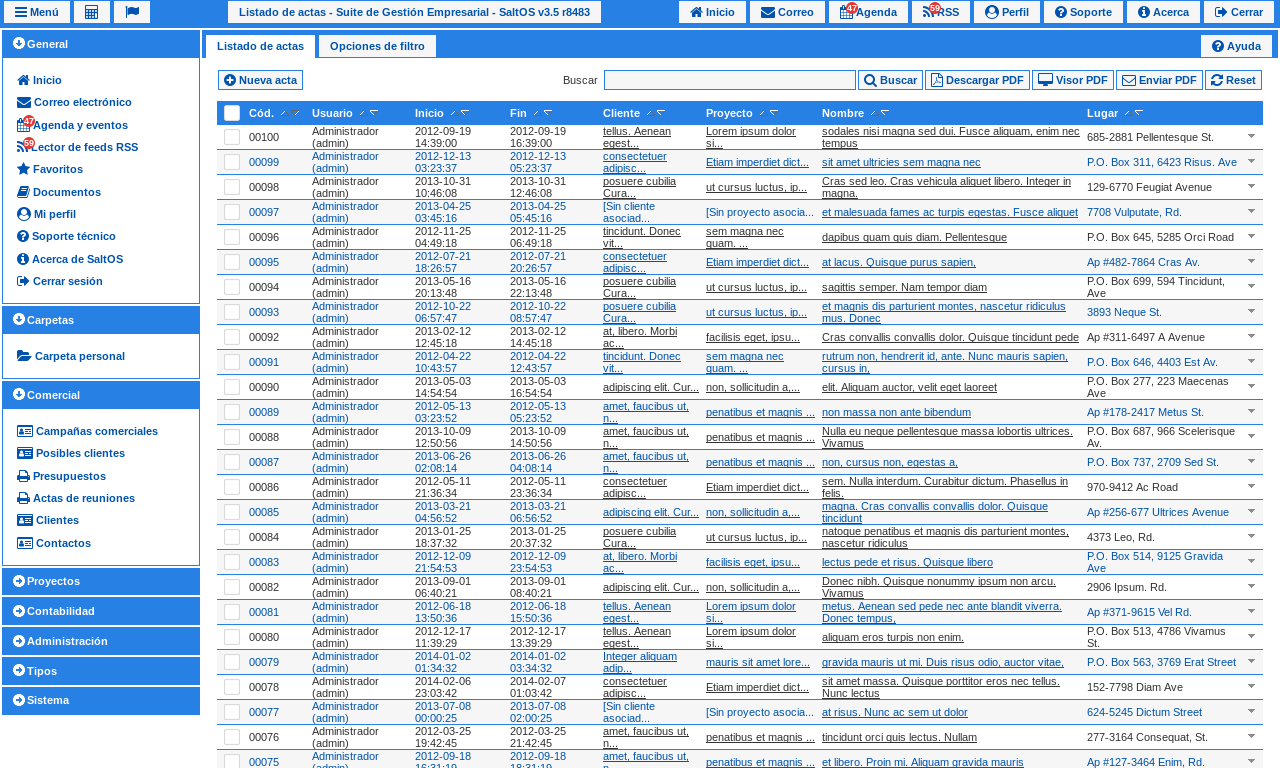 Menú
Listado de actas - Suite de Gestión Empresarial - SaltOS v3.5 r8483
Inicio Correo 47 Agenda 59 RSS Perfil Soporte Acerca Cerrar
General
Inicio
Correo electrónico
47 Agenda y eventos
59 Lector de feeds RSS
Favoritos
Documentos
Mi perfil
Soporte técnico
Acerca de SaltOS
Cerrar sesión
Carpetas
Carpeta personal
Comercial
Campañas comerciales
Posibles clientes
Presupuestos
Actas de reuniones
Clientes
Contactos
Proyectos
Contabilidad
Administración
Tipos
Sistema
Listado de actas Opciones de filtro Ayuda
Nueva acta Buscar Buscar Descargar PDF Visor PDF Enviar PDF Reset
Cód. Usuario Inicio Fin Cliente Proyecto Nombre Lugar
00100 Administrador (admin) 2012-09-19 14:39:00 2012-09-19 16:39:00 tellus. Aenean egest... Lorem ipsum dolor si... sodales nisi magna sed dui. Fusce aliquam, enim nec tempus 685-2881 Pellentesque St.
00099 Administrador (admin) 2012-12-13 03:23:37 2012-12-13 05:23:37 consectetuer adipisc... Etiam imperdiet dict... sit amet ultricies sem magna nec P.O. Box 311, 6423 Risus. Ave
00098 Administrador (admin) 2013-10-31 10:46:08 2013-10-31 12:46:08 posuere cubilia Cura... ut cursus luctus, ip... Cras sed leo. Cras vehicula aliquet libero. Integer in magna. 129-6770 Feugiat Avenue
00097 Administrador (admin) 2013-04-25 03:45:16 2013-04-25 05:45:16 [Sin cliente asociad... [Sin proyecto asocia... et malesuada fames ac turpis egestas. Fusce aliquet 7708 Vulputate, Rd.
00096 Administrador (admin) 2012-11-25 04:49:18 2012-11-25 06:49:18 tincidunt. Donec vit... sem magna nec quam. ... dapibus quam quis diam. Pellentesque P.O. Box 645, 5285 Orci Road
00095 Administrador (admin) 2012-07-21 18:26:57 2012-07-21 20:26:57 consectetuer adipisc... Etiam imperdiet dict... at lacus. Quisque purus sapien, Ap #482-7864 Cras Av.
00094 Administrador (admin) 2013-05-16 20:13:48 2013-05-16 22:13:48 posuere cubilia Cura... ut cursus luctus, ip... sagittis semper. Nam tempor diam P.O. Box 699, 594 Tincidunt, Ave
00093 Administrador (admin) 2012-10-22 06:57:47 2012-10-22 08:57:47 posuere cubilia Cura... ut cursus luctus, ip... et magnis dis parturient montes, nascetur ridiculus mus. Donec 3893 Neque St.
00092 Administrador (admin) 2013-02-12 12:45:18 2013-02-12 14:45:18 at, libero. Morbi ac... facilisis eget, ipsu... Cras convallis convallis dolor. Quisque tincidunt pede Ap #311-6497 A Avenue
00091 Administrador (admin) 2012-04-22 10:43:57 2012-04-22 12:43:57 tincidunt. Donec vit... sem magna nec quam. ... rutrum non, hendrerit id, ante. Nunc mauris sapien, cursus in, P.O. Box 646, 4403 Est Av.
00090 Administrador (admin) 2013-05-03 14:54:54 2013-05-03 16:54:54 adipiscing elit. Cur... non, sollicitudin a,... elit. Aliquam auctor, velit eget laoreet P.O. Box 277, 223 Maecenas Ave
00089 Administrador (admin) 2012-05-13 03:23:52 2012-05-13 05:23:52 amet, faucibus ut, n... penatibus et magnis ... non massa non ante bibendum Ap #178-2417 Metus St.
00088 Administrador (admin) 2013-10-09 12:50:56 2013-10-09 14:50:56 amet, faucibus ut, n... penatibus et magnis ... Nulla eu neque pellentesque massa lobortis ultrices. Vivamus P.O. Box 687, 966 Scelerisque Av.
00087 Administrador (admin) 2013-06-26 02:08:14 2013-06-26 04:08:14 amet, faucibus ut, n... penatibus et magnis ... non, cursus non, egestas a, P.O. Box 737, 2709 Sed St.
00086 Administrador (admin) 2012-05-11 21:36:34 2012-05-11 23:36:34 consectetuer adipisc... Etiam imperdiet dict... sem. Nulla interdum. Curabitur dictum. Phasellus in felis, 970-9412 Ac Road
00085 Administrador (admin) 2013-03-21 04:56:52 2013-03-21 06:56:52 adipiscing elit. Cur... non, sollicitudin a,... magna. Cras convallis convallis dolor. Quisque tincidunt Ap #256-677 Ultrices Avenue
00084 Administrador (admin) 2013-01-25 18:37:32 2013-01-25 20:37:32 posuere cubilia Cura... ut cursus luctus, ip... natoque penatibus et magnis dis parturient montes, nascetur ridiculus 4373 Leo, Rd.
00083 Administrador (admin) 2012-12-09 21:54:53 2012-12-09 23:54:53 at, libero. Morbi ac... facilisis eget, ipsu... lectus pede et risus. Quisque libero P.O. Box 514, 9125 Gravida Ave
00082 Administrador (admin) 2013-09-01 06:40:21 2013-09-01 08:40:21 adipiscing elit. Cur... non, sollicitudin a,... Donec nibh. Quisque nonummy ipsum non arcu. Vivamus 2906 Ipsum. Rd.
00081 Administrador (admin) 2012-06-18 13:50:36 2012-06-18 15:50:36 tellus. Aenean egest... Lorem ipsum dolor si... metus. Aenean sed pede nec ante blandit viverra. Donec tempus, Ap #371-9615 Vel Rd.
00080 Administrador (admin) 2012-12-17 11:39:29 2012-12-17 13:39:29 tellus. Aenean egest... Lorem ipsum dolor si... aliquam eros turpis non enim. P.O. Box 513, 4786 Vivamus St.
00079 Administrador (admin) 2014-01-02 01:34:32 2014-01-02 03:34:32 Integer aliquam adip... mauris sit amet lore... gravida mauris ut mi. Duis risus odio, auctor vitae, P.O. Box 563, 3769 Erat Street
00078 Administrador (admin) 2014-02-06 23:03:42 2014-02-07 01:03:42 consectetuer adipisc... Etiam imperdiet dict... sit amet massa. Quisque porttitor eros nec tellus. Nunc lectus 152-7798 Diam Ave
00077 Administrador (admin) 2013-07-08 00:00:25 2013-07-08 02:00:25 [Sin cliente asociad... [Sin proyecto asocia... at risus. Nunc ac sem ut dolor 624-5245 Dictum Street
00076 Administrador (admin) 2012-03-25 19:42:45 2012-03-25 21:42:45 amet, faucibus ut, n... penatibus et magnis ... tincidunt orci quis lectus. Nullam 277-3164 Consequat, St.
00075 Administrador (admin) 2012-09-18 16:31:19 2012-09-18 18:31:19 amet, faucibus ut, n... penatibus et magnis ... et libero. Proin mi. Aliquam gravida mauris Ap #127-3464 Enim, Rd.